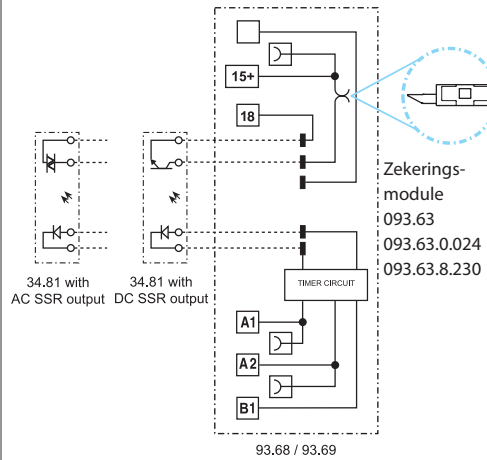 15+
18
Zekerings-
module
093.63
093.63.0.024
093.63.8.230
34.81 with
AC SSR output
34.81 with
DC SSR output
TIMER CIRCUIT
A1
A2
B1
93.68 / 93.69